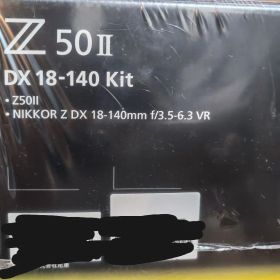 Z 50II
DX 18-140 Kit
• Z50II
• NIKKOR Z DX 18-140mm f/3.5-6.3 VR